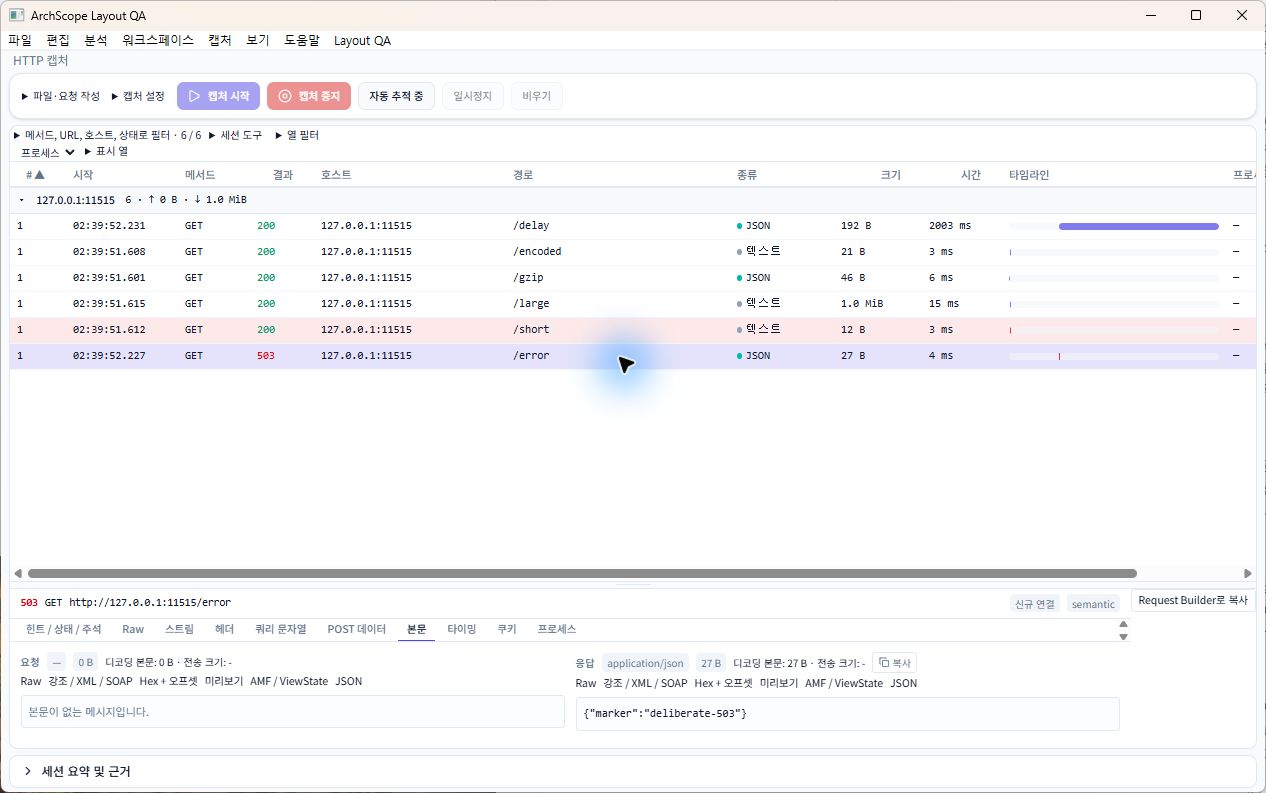 ArchScope Layout QA
파일 편집 분석 워크스페이스 캡처 보기 도움말 Layout QA
HTTP 캡처
▶ 파일·요청 작성 ▶ 캡처 설정 캡처 시작 캡처 중지 자동 추적 중 일시정지 비우기
▶ 메서드, URL, 호스트, 상태로 필터 · 6 / 6 ▶ 세션 도구 ▶ 열 필터
프로세스 ▶ 표시 열
# ▲ 시작 메서드 결과 호스트 경로 종류 크기 시간 타임라인
127.0.0.1:11515 6 · ↑ 0 B · ↓ 1.0 MiB
1 02:39:52.231 GET 200 127.0.0.1:11515 /delay JSON 192 B 2003 ms —
1 02:39:51.608 GET 200 127.0.0.1:11515 /encoded 텍스트 21 B 3 ms —
1 02:39:51.601 GET 200 127.0.0.1:11515 /gzip JSON 46 B 6 ms —
1 02:39:51.615 GET 200 127.0.0.1:11515 /large 텍스트 1.0 MiB 15 ms —
1 02:39:51.612 GET 200 127.0.0.1:11515 /short 텍스트 12 B 3 ms —
1 02:39:52.227 GET 503 127.0.0.1:11515 /error JSON 27 B 4 ms —
503 GET http://127.0.0.1:11515/error 신규 연결 semantic Request Builder로 복사
힌트 / 상태 / 주석 Raw 스트림 헤더 쿼리 문자열 POST 데이터 본문 타이밍 쿠키 프로세스
요청 — 0 B 디코딩 본문: 0 B · 전송 크기: -
Raw 강조 / XML / SOAP Hex + 오프셋 미리보기 AMF / ViewState JSON
본문이 없는 메시지입니다.
응답 application/json 27 B 디코딩 본문: 27 B · 전송 크기: - 복사
Raw 강조 / XML / SOAP Hex + 오프셋 미리보기 AMF / ViewState JSON
{"marker":"deliberate-503"}
세션 요약 및 근거